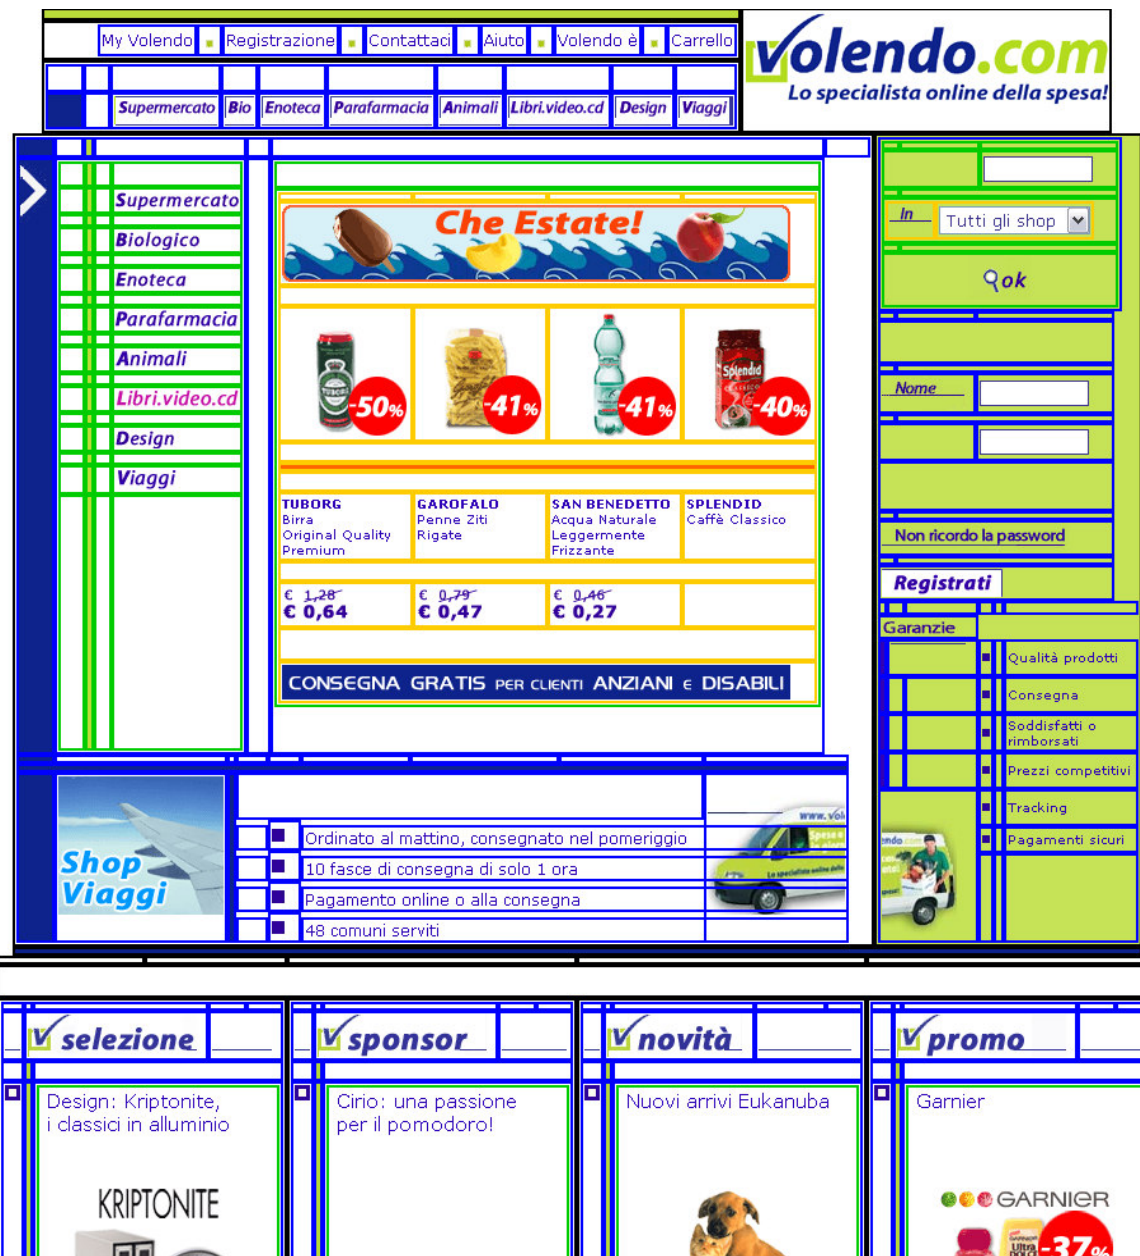 My Volendo Registrazione Contattaci Aiuto Volendo è Carrello
Volendo.com
Lo specialista online della spesa!
Supermercato Bio Enoteca Parafarmacia Animali Libri.video.cd Design Viaggi
Supermercato
Biologico
Enoteca
Parafarmacia
Animali
Libri.video.cd
Design
Viaggi
Che Estate!
TUBORG
-50%
-41%
-41%
Splendid
CLASSICO
-40%
TUBORG
Birra
Original Quality
Premium
GAROFALO
Penne Ziti
Rigate
SAN BENEDETTO
Acqua Naturale
Leggermente
Frizzante
SPLENDID
Caffè Classico
€ 1,28
€ 0,64
€ 0,79
€ 0,47
€ 0,46
€ 0,27
CONSEGNA GRATIS PER CLIENTI ANZIANI E DISABILI
In
Tutti gli shop
ok
Nome
Non ricordo la password
Registrati
Garanzie
Qualità prodotti
Consegna
Soddisfatti o
rimborsati
Prezzi competitivi
Tracking
Pagamenti sicuri
Shop
Viaggi
Ordinato al mattino, consegnato nel pomeriggio
10 fasce di consegna di solo 1 ora
Pagamento online o alla consegna
48 comuni serviti
www.vol
selezione
Design: Kriptonite,
i classici in alluminio
KRIPTONITE
sponsor
Cirio: una passione
per il pomodoro!
novità
Nuovi arrivi Eukanuba
promo
Garnier
GARNIER
Ultra
DOLCE
-37%